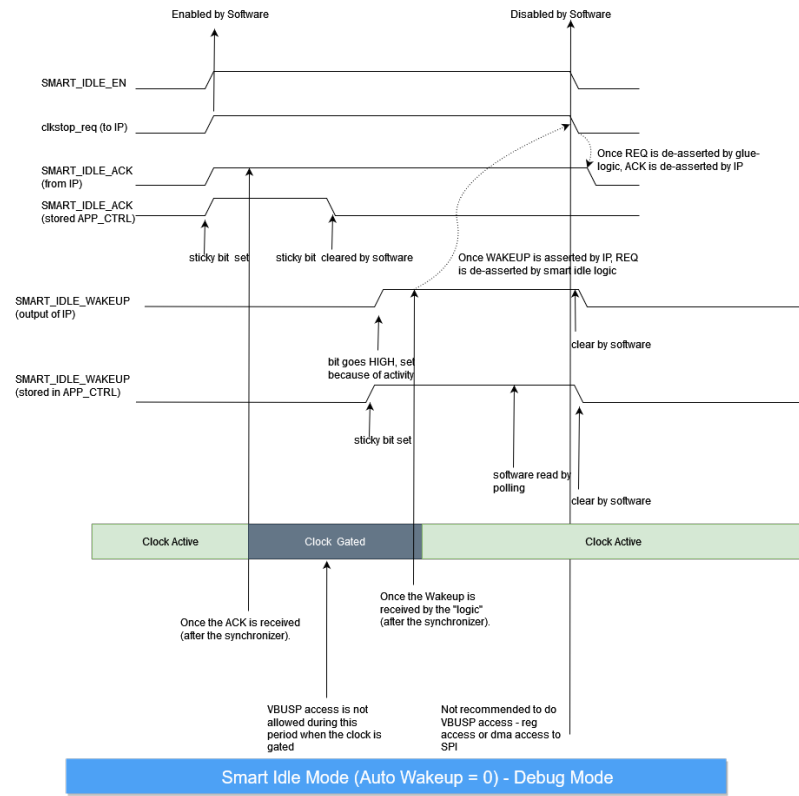 Enabled by Software
Disabled by Software
SMART_IDLE_EN
clkstop_req (to IP)
Once REQ is de-asserted by glue-
logic, ACK is de-asserted by IP
SMART_IDLE_ACK
(from IP)
SMART_IDLE_ACK
(stored APP_CTRL)
sticky bit set
sticky bit cleared by software
Once WAKEUP is asserted by IP, REQ
is de-asserted by smart idle logic
SMART_IDLE_WAKEUP
(output of IP)
clear by software
bit goes HIGH, set
because of activity
SMART_IDLE_WAKEUP
(stored in APP_CTRL)
sticky bit set
software read by
polling
clear by software
Clock Active
Clock Gated
Clock Active
Once the ACK is received
(after the synchronizer).
Once the Wakeup is
received by the "logic"
(after the synchronizer).
VBUSP access is not
allowed during this
period when the clock is
gated
Not recommended to do
VBUSP access - reg
access or dma access to
SPI
Smart Idle Mode (Auto Wakeup = 0) - Debug Mode